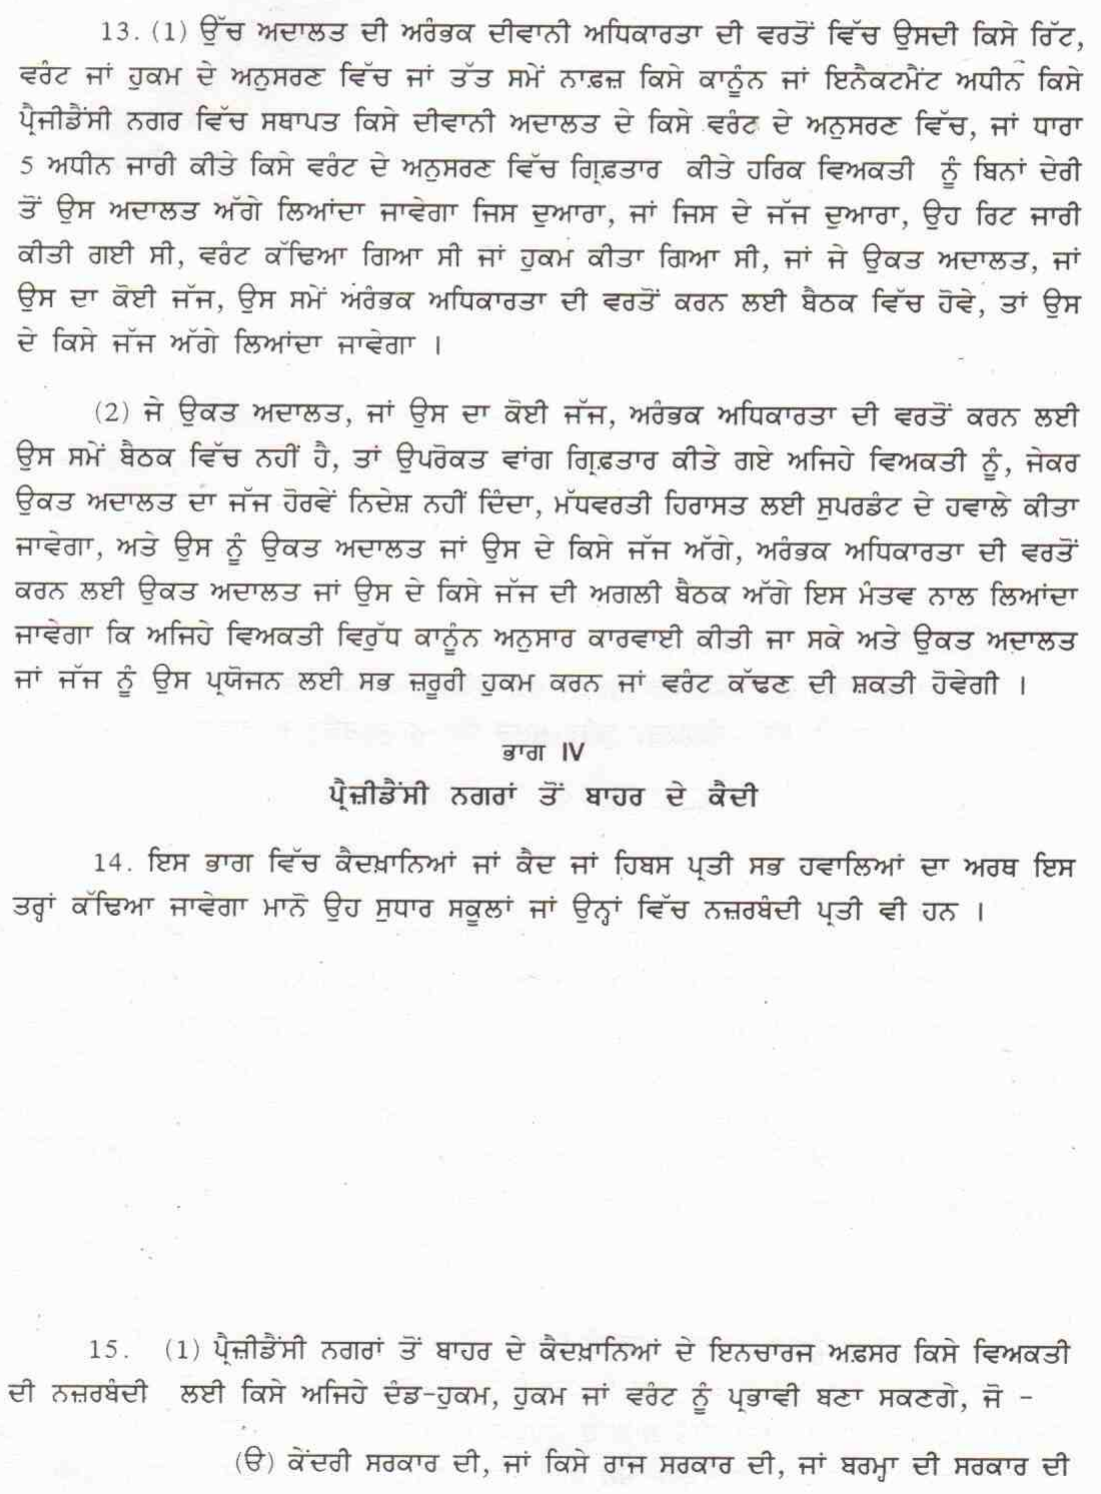 13. (1) ਉੱਚ ਅਦਾਲਤ ਦੀ ਅਰੰਭਕ ਦੀਵਾਨੀ ਅਧਿਕਾਰਤਾ ਦੀ ਵਰਤੋਂ ਵਿੱਚ ਉਸਦੀ ਕਿਸੇ ਰਿੱਟ,
ਵਰੰਟ ਜਾਂ ਹੁਕਮ ਦੇ ਅਨੁਸਰਣ ਵਿੱਚ ਜਾਂ ਤੱਤ ਸਮੇਂ ਨਾਫ਼ਜ਼ ਕਿਸੇ ਕਾਨੂੰਨ ਜਾਂ ਇਨੈਕਟਮੈਂਟ ਅਧੀਨ ਕਿਸੇ
ਪ੍ਰੈਜੀਡੈਂਸੀ ਨਗਰ ਵਿੱਚ ਸਥਾਪਤ ਕਿਸੇ ਦੀਵਾਨੀ ਅਦਾਲਤ ਦੇ ਕਿਸੇ ਵਰੰਟ ਦੇ ਅਨੁਸਰਣ ਵਿੱਚ, ਜਾਂ ਧਾਰਾ
5 ਅਧੀਨ ਜਾਰੀ ਕੀਤੇ ਕਿਸੇ ਵਰੰਟ ਦੇ ਅਨੁਸਰਣ ਵਿੱਚ ਗ੍ਰਿਫ਼ਤਾਰ ਕੀਤੇ ਹਰਿਕ ਵਿਅਕਤੀ ਨੂੰ ਬਿਨਾਂ ਦੇਰੀ
ਤੋਂ ਉਸ ਅਦਾਲਤ ਅੱਗੇ ਲਿਆਂਦਾ ਜਾਵੇਗਾ ਜਿਸ ਦੁਆਰਾ, ਜਾਂ ਜਿਸ ਦੇ ਜੱਜ ਦੁਆਰਾ, ਉਹ ਰਿਟ ਜਾਰੀ
ਕੀਤੀ ਗਈ ਸੀ, ਵਰੰਟ ਕੱਢਿਆ ਗਿਆ ਸੀ ਜਾਂ ਹੁਕਮ ਕੀਤਾ ਗਿਆ ਸੀ, ਜਾਂ ਜੇ ਉਕਤ ਅਦਾਲਤ, ਜਾਂ
ਉਸ ਦਾ ਕੋਈ ਜੱਜ, ਉਸ ਸਮੇਂ ਅਰੰਭਕ ਅਧਿਕਾਰਤਾ ਦੀ ਵਰਤੋਂ ਕਰਨ ਲਈ ਬੈਠਕ ਵਿੱਚ ਹੋਵੇ, ਤਾਂ ਉਸ
ਦੇ ਕਿਸੇ ਜੱਜ ਅੱਗੇ ਲਿਆਂਦਾ ਜਾਵੇਗਾ ।
(2) ਜੇ ਉਕਤ ਅਦਾਲਤ, ਜਾਂ ਉਸ ਦਾ ਕੋਈ ਜੱਜ, ਅਰੰਭਕ ਅਧਿਕਾਰਤਾ ਦੀ ਵਰਤੋਂ ਕਰਨ ਲਈ
ਉਸ ਸਮੇਂ ਬੈਠਕ ਵਿੱਚ ਨਹੀਂ ਹੈ, ਤਾਂ ਉਪਰੋਕਤ ਵਾਂਗ ਗ੍ਰਿਫ਼ਤਾਰ ਕੀਤੇ ਗਏ ਅਜਿਹੇ ਵਿਅਕਤੀ ਨੂੰ, ਜੇਕਰ
ਉਕਤ ਅਦਾਲਤ ਦਾ ਜੱਜ ਹੋਰਵੇਂ ਨਿਦੇਸ਼ ਨਹੀਂ ਦਿੰਦਾ, ਮੱਧਵਰਤੀ ਹਿਰਾਸਤ ਲਈ ਸੁਪਰਡੰਟ ਦੇ ਹਵਾਲੇ ਕੀਤਾ
ਜਾਵੇਗਾ, ਅਤੇ ਉਸ ਨੂੰ ਉਕਤ ਅਦਾਲਤ ਜਾਂ ਉਸ ਦੇ ਕਿਸੇ ਜੱਜ ਅੱਗੇ, ਅਰੰਭਕ ਅਧਿਕਾਰਤਾ ਦੀ ਵਰਤੋਂ
ਕਰਨ ਲਈ ਉਕਤ ਅਦਾਲਤ ਜਾਂ ਉਸ ਦੇ ਕਿਸੇ ਜੱਜ ਦੀ ਅਗਲੀ ਬੈਠਕ ਅੱਗੇ ਇਸ ਮੰਤਵ ਨਾਲ ਲਿਆਂਦਾ
ਜਾਵੇਗਾ ਕਿ ਅਜਿਹੇ ਵਿਅਕਤੀ ਵਿਰੁੱਧ ਕਾਨੂੰਨ ਅਨੁਸਾਰ ਕਾਰਵਾਈ ਕੀਤੀ ਜਾ ਸਕੇ ਅਤੇ ਉਕਤ ਅਦਾਲਤ
ਜਾਂ ਜੱਜ ਨੂੰ ਉਸ ਪ੍ਰਯੋਜਨ ਲਈ ਸਭ ਜ਼ਰੂਰੀ ਹੁਕਮ ਕਰਨ ਜਾਂ ਵਰੰਟ ਕੱਢਣ ਦੀ ਸ਼ਕਤੀ ਹੋਵੇਗੀ ।
ਭਾਗ IV
ਪ੍ਰੈਜ਼ੀਡੈਂਸੀ ਨਗਰਾਂ ਤੋਂ ਬਾਹਰ ਦੇ ਕੈਦੀ
14. ਇਸ ਭਾਗ ਵਿੱਚ ਕੈਦਖ਼ਾਨਿਆਂ ਜਾਂ ਕੈਦ ਜਾਂ ਹਿਬਸ ਪ੍ਰਤੀ ਸਭ ਹਵਾਲਿਆਂ ਦਾ ਅਰਥ ਇਸ
ਤਰ੍ਹਾਂ ਕੱਢਿਆ ਜਾਵੇਗਾ ਮਾਨੋ ਉਹ ਸੁਧਾਰ ਸਕੂਲਾਂ ਜਾਂ ਉਨ੍ਹਾਂ ਵਿੱਚ ਨਜ਼ਰਬੰਦੀ ਪ੍ਰਤੀ ਵੀ ਹਨ ।
15. (1) ਪ੍ਰੈਜ਼ੀਡੈਂਸੀ ਨਗਰਾਂ ਤੋਂ ਬਾਹਰ ਦੇ ਕੈਦਖ਼ਾਨਿਆਂ ਦੇ ਇਨਚਾਰਜ ਅਫ਼ਸਰ ਕਿਸੇ ਵਿਅਕਤੀ
ਦੀ ਨਜ਼ਰਬੰਦੀ ਲਈ ਕਿਸੇ ਅਜਿਹੇ ਦੰਡ-ਹੁਕਮ, ਹੁਕਮ ਜਾਂ ਵਰੰਟ ਨੂੰ ਪ੍ਰਭਾਵੀ ਬਣਾ ਸਕਣਗੇ, ਜੋ -
(ੳ) ਕੇਂਦਰੀ ਸਰਕਾਰ ਦੀ, ਜਾਂ ਕਿਸੇ ਰਾਜ ਸਰਕਾਰ ਦੀ, ਜਾਂ ਬਰਮ੍ਹਾ ਦੀ ਸਰਕਾਰ ਦੀ